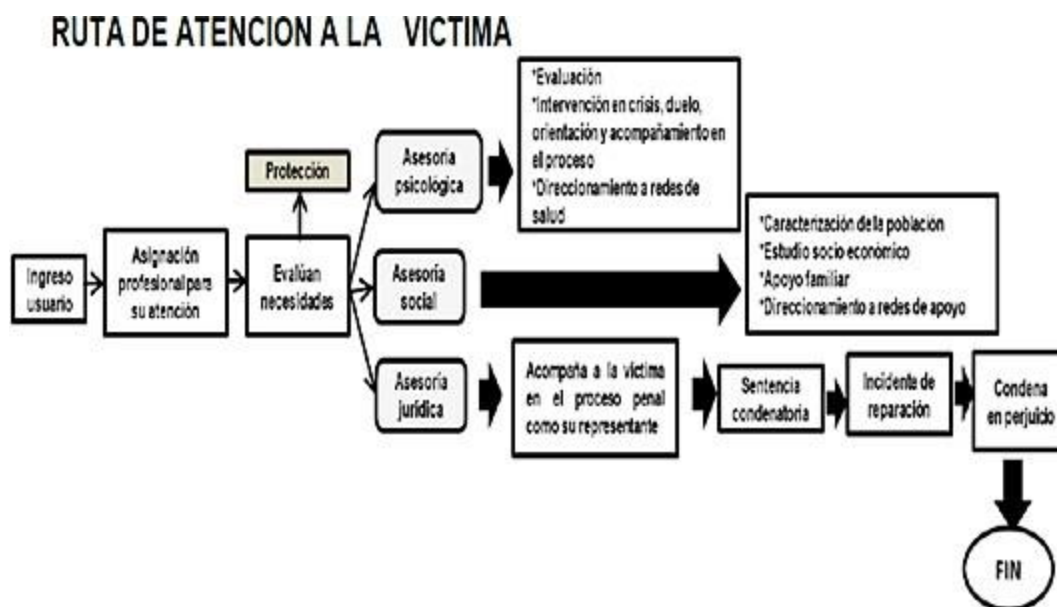 RUTA DE ATENCION A LA VICTIMA
*Evaluación
*Intervención en crisis, duelo,
orientación y acompañamiento en
el proceso
*Direccionamiento a redes de
salud
Asesoría
psicológica
Protección
Ingreso
usuario
Asignación
profesional para
su atención
Evalúan
necesidades
Asesoría
social
*Caracterización de la población
*Estudio socio económico
*Apoyo familiar
*Direccionamiento a redes de apoyo
Asesoría
jurídica
Acompaña a la víctima
en el proceso penal
como su representante
Sentencia
condenatoria
Incidente de
reparación
Condena
en perjuicio
FIN